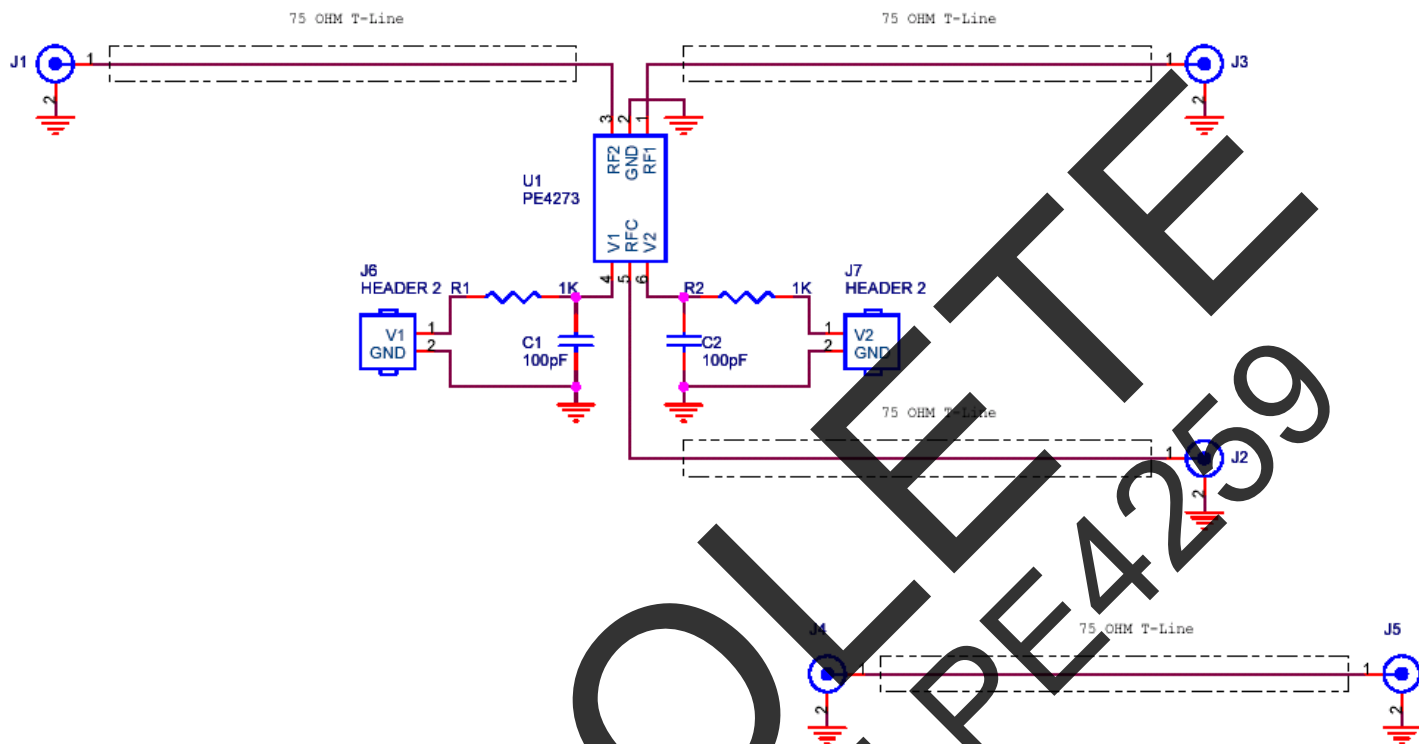 75 OHM T-Line
75 OHM T-Line
J1
1
2
1
J3
2
3
2
1
RF2
GND
RF1
U1
PE4273
V1
RFC
V2
4
5
6
J6
HEADER 2
R1
1K
R2
1K
J7
HEADER 2
V1
GND
1
2
C1
100pF
C2
100pF
1
2
V2
GND
75 OHM T-Line
1
J2
2
J4
75 OHM T-Line
J5
1
2
1
2
OLETE
PE4259